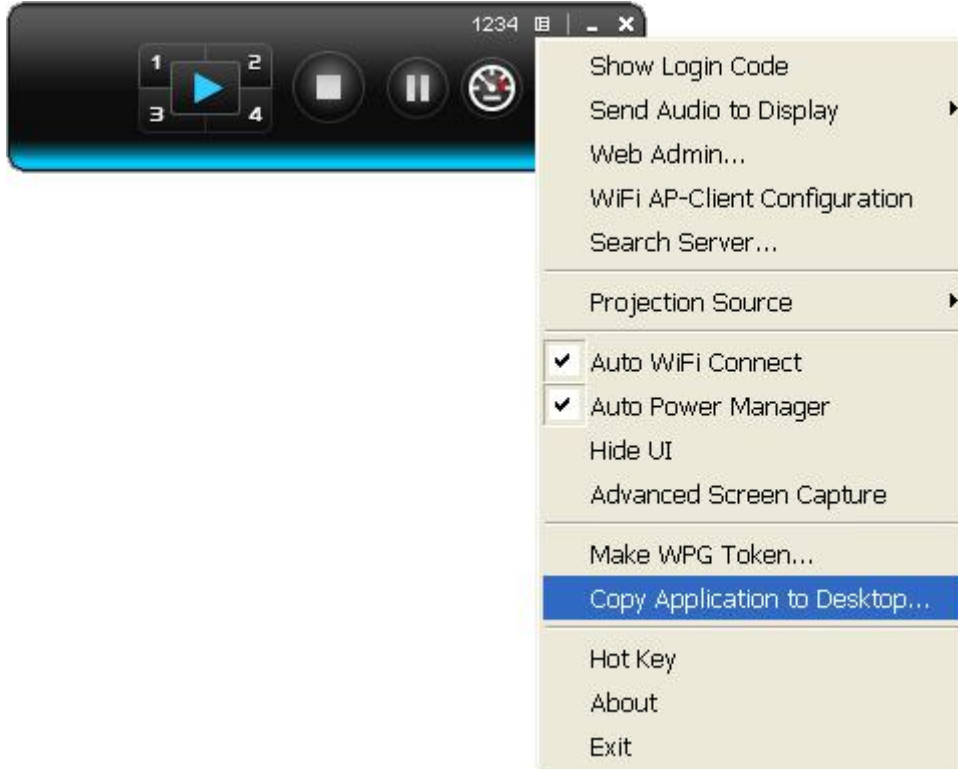 1234
1 2
3 4
Show Login Code
Send Audio to Display
Web Admin...
WiFi AP-Client Configuration
Search Server...
Projection Source
Auto WiFi Connect
Auto Power Manager
Hide UI
Advanced Screen Capture
Make WPG Token...
Copy Application to Desktop...
Hot Key
About
Exit